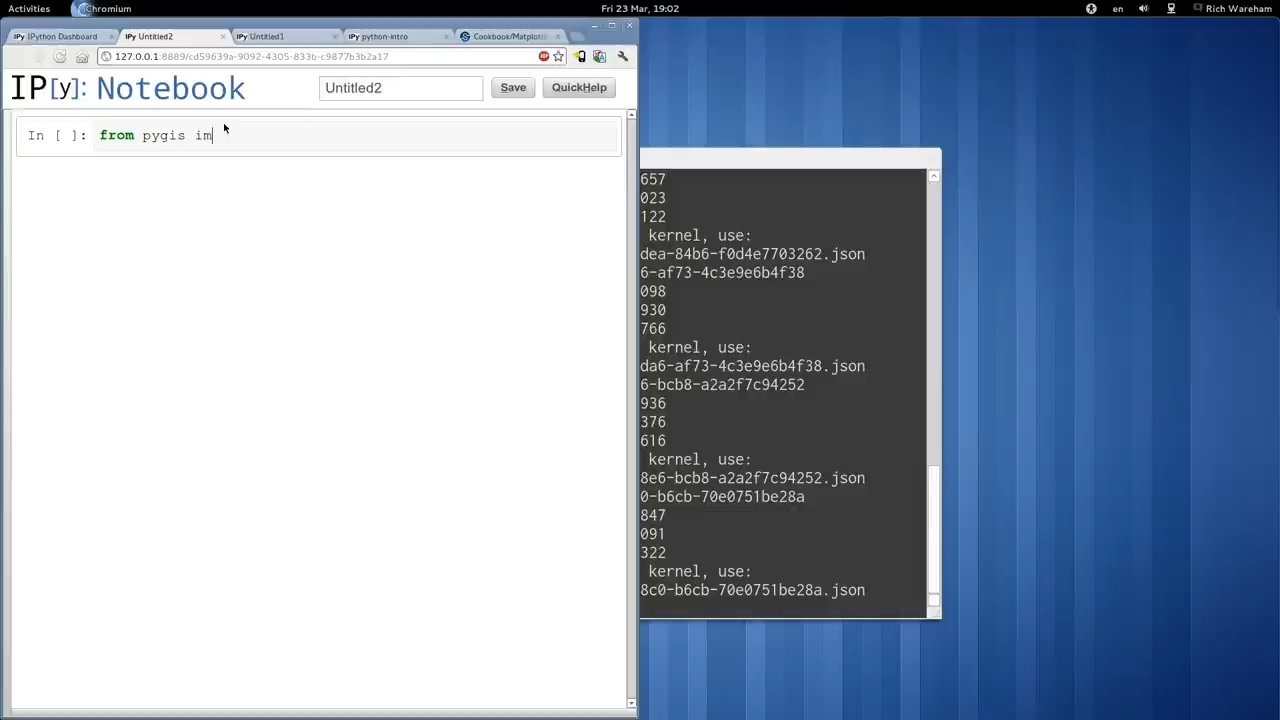 Activities Chromium Fri 23 Mar, 19:02 en Rich Wareham
IPy IPython Dashboard IPy Untitled2 IPy Untitled1 IPy python-intro Cookbook/Matplotl
127.0.0.1:8889/cd59639a-9092-4305-833b-c9877b3b2a17
IP[y]: Notebook Untitled2 Save QuickHelp
In [ ]: from pygis im
657
023
122
kernel, use:
dea-84b6-f0d4e7703262.json
6-af73-4c3e9e6b4f38
098
930
766
kernel, use:
da6-af73-4c3e9e6b4f38.json
6-bcb8-a2a2f7c94252
936
376
616
kernel, use:
8e6-bcb8-a2a2f7c94252.json
0-b6cb-70e0751be28a
847
091
322
kernel, use:
8c0-b6cb-70e0751be28a.json